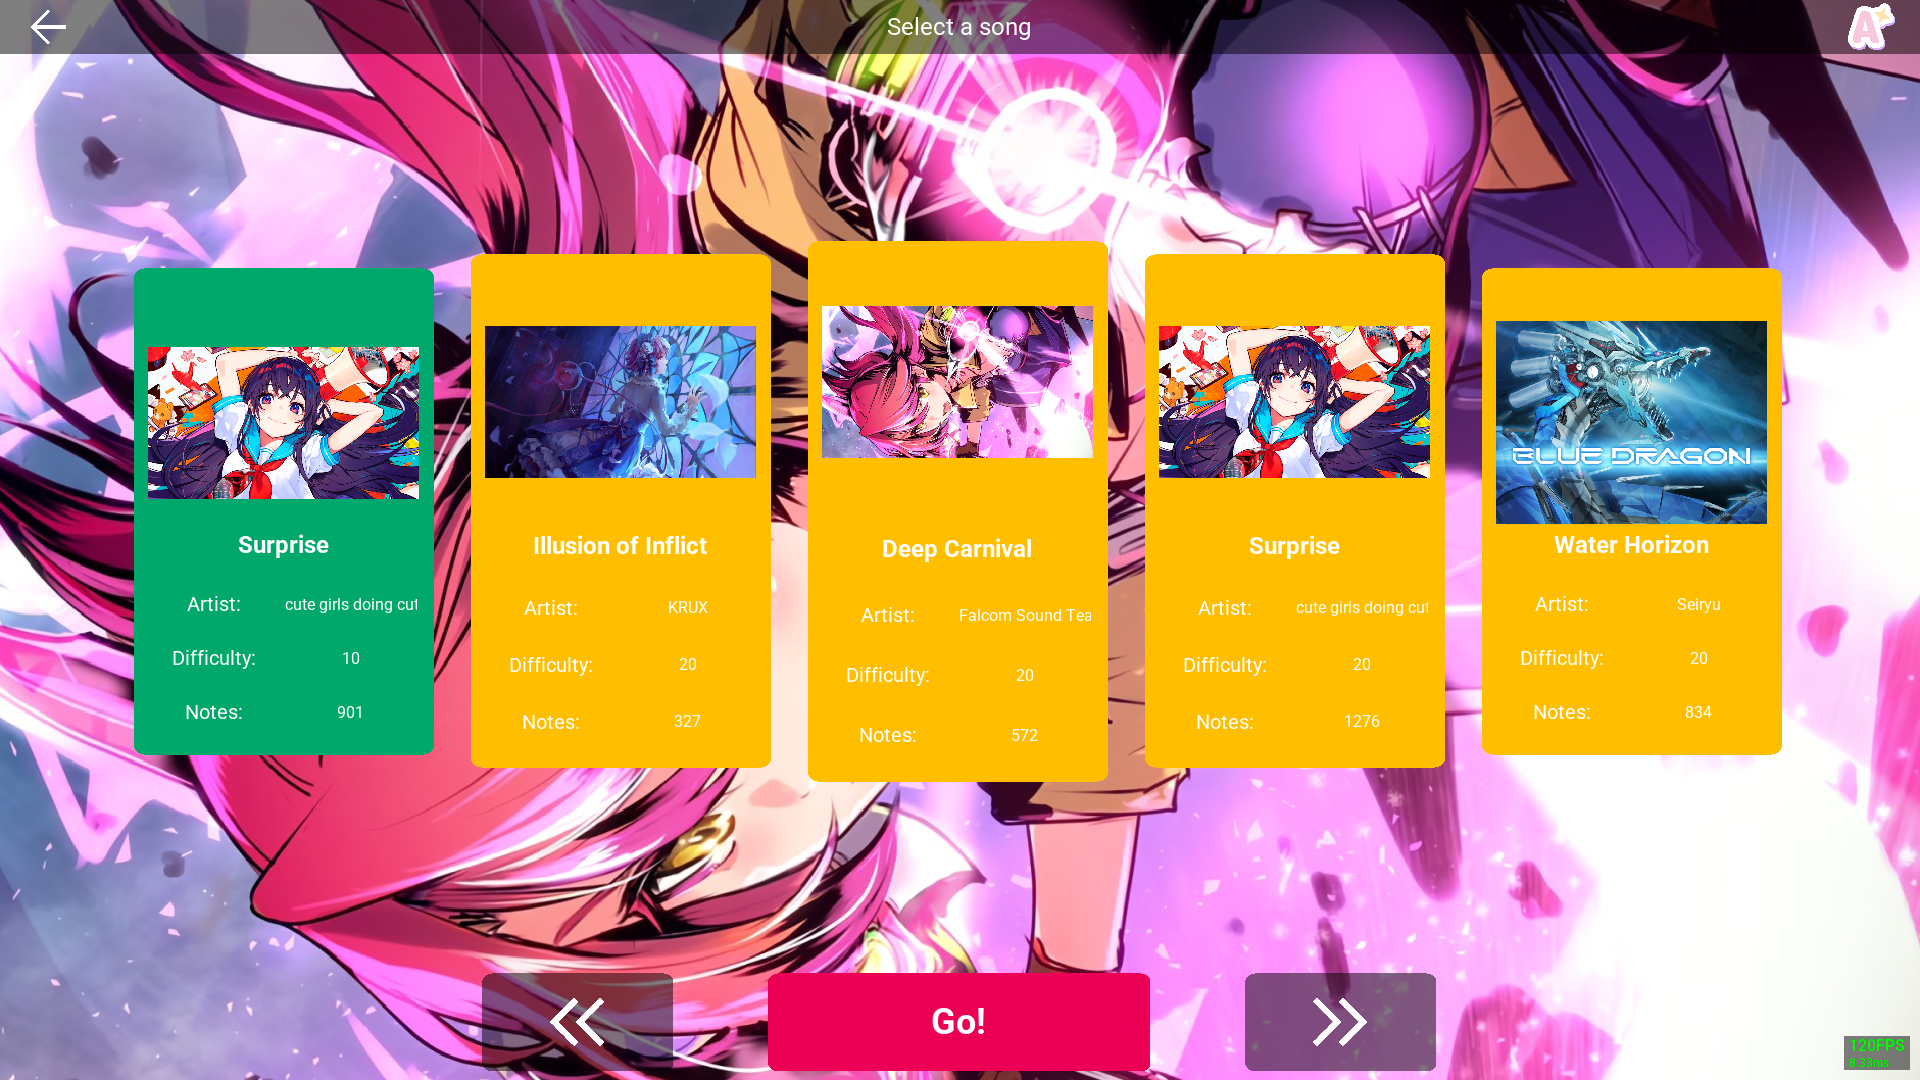 Select a song
A
Surprise
Artist: cute girls doing cut
Difficulty: 10
Notes: 901
Illusion of Inflict
Artist: KRUX
Difficulty: 20
Notes: 327
Deep Carnival
Artist: Falcom Sound Tea
Difficulty: 20
Notes: 572
Surprise
Artist: cute girls doing cut
Difficulty: 20
Notes: 1276
BLUE DRAGON
Water Horizon
Artist: Seiryu
Difficulty: 20
Notes: 834
Go!
120FPS
8.33ms